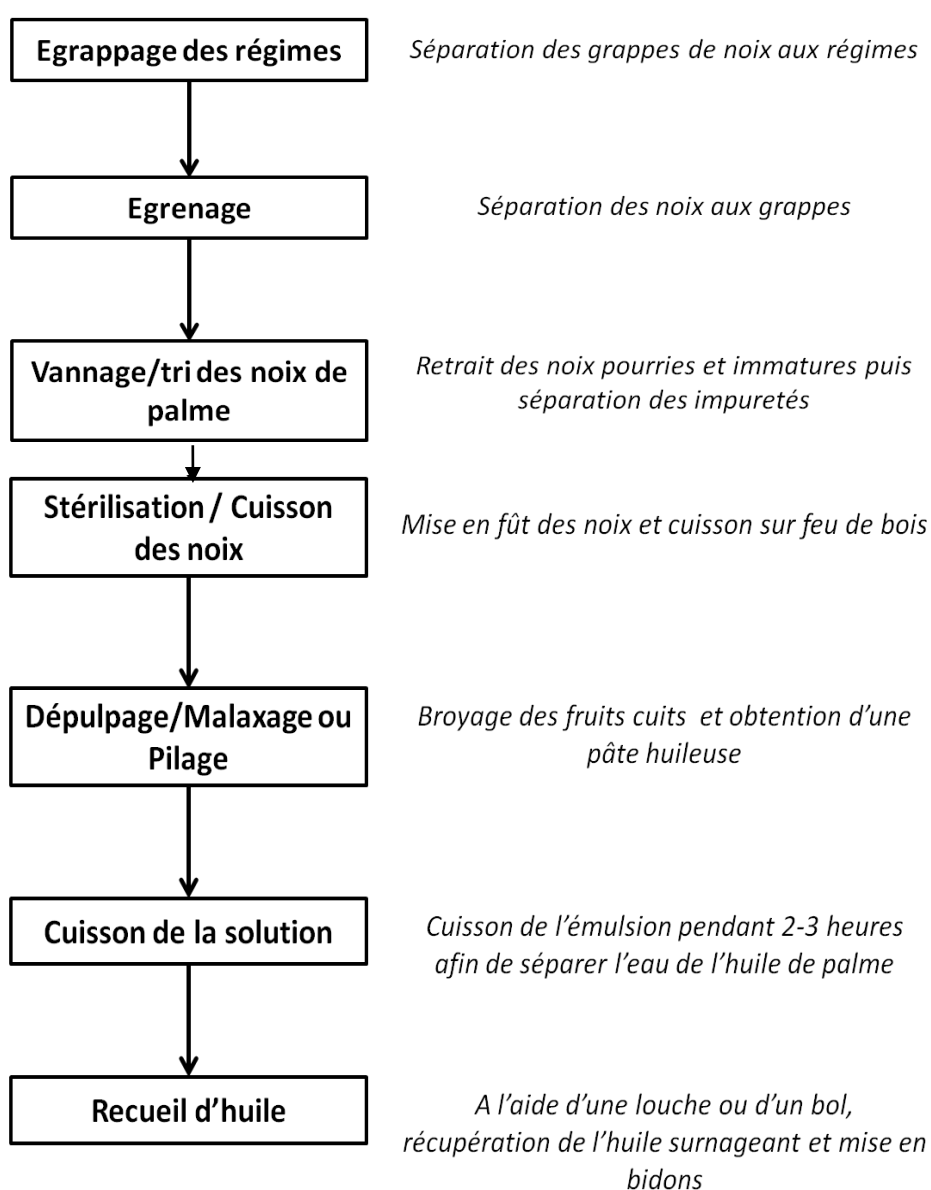 Egrappage des régimes
Séparation des grappes de noix aux régimes
Egrenage
Séparation des noix aux grappes
Vannage/tri des noix de
palme
Retrait des noix pourries et immatures puis
séparation des impuretés
Stérilisation / Cuisson
des noix
Mise en fût des noix et cuisson sur feu de bois
Dépulpage/Malaxage ou
Pilage
Broyage des fruits cuits et obtention d’une
pâte huileuse
Cuisson de la solution
Cuisson de l’émulsion pendant 2-3 heures
afin de séparer l’eau de l’huile de palme
Recueil d’huile
A l’aide d’une louche ou d’un bol,
récupération de l’huile surnageant et mise en
bidons